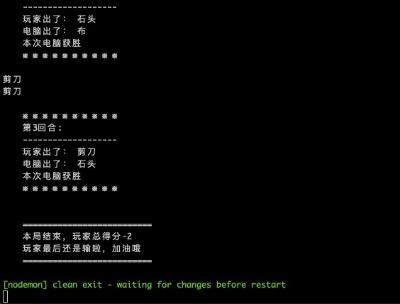 --------------------
玩家出了： 石头
电脑出了： 布
本次电脑获胜
※※※※※※※※※※
剪刀
剪刀
※※※※※※※※※※
第3回合：
--------------------
玩家出了： 剪刀
电脑出了： 石头
本次电脑获胜
※※※※※※※※※※
===========================
本局结束，玩家总得分-2
玩家最后还是输啦，加油哦
===========================
[nodemon] clean exit - waiting for changes before restart